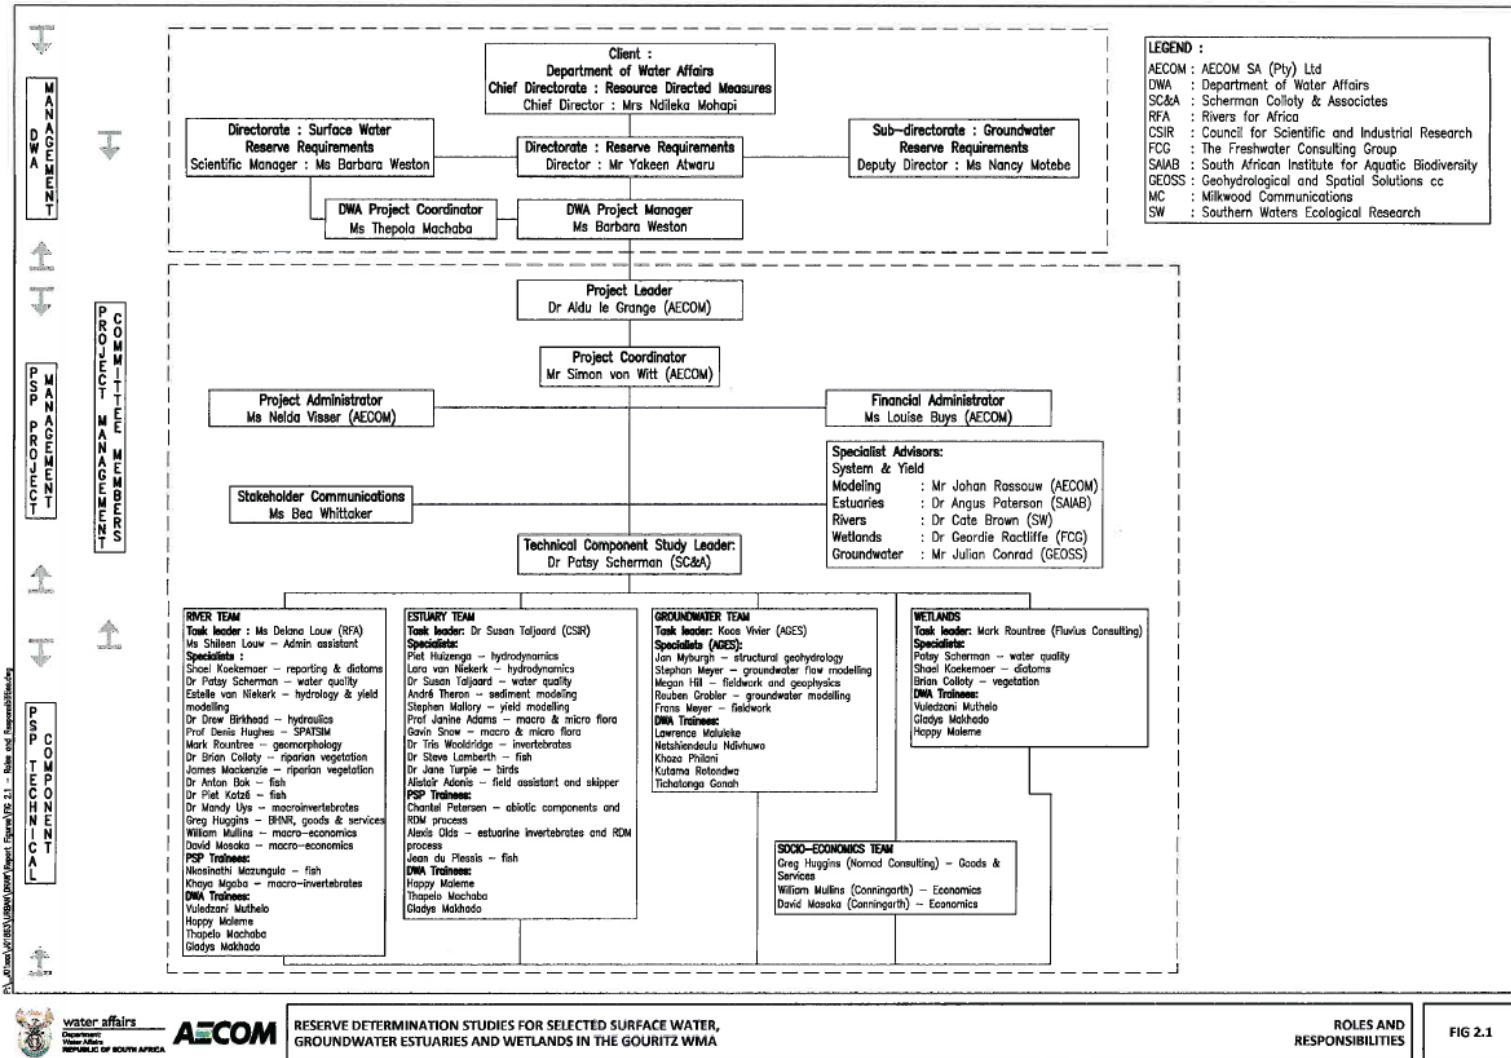 Client :
Department of Water Affairs
Chief Directorate : Resource Directed Measures
Chief Director : Mrs Ndileka Mohapi
Directorate : Surface Water
Reserve Requirements
Scientific Manager : Ms Barbara Weston
Directorate : Reserve Requirements
Director : Mr Yakeen Atwaru
Sub-directorate : Groundwater
Reserve Requirements
Deputy Director : Ms Nancy Motebe
DWA Project Coordinator
Ms Thepola Machaba
DWA Project Manager
Ms Barbara Weston
LEGEND :
AECOM : AECOM SA (Pty) Ltd
DWA : Department of Water Affairs
SC&A : Scherman Colloty & Associates
RFA : Rivers for Africa
CSIR : Council for Scientific and Industrial Research
FCG : The Freshwater Consulting Group
SAIAB : South African Institute for Aquatic Biodiversity
GEOSS : Geohydrological and Spatial Solutions cc
MC : Milkwood Communications
SW : Southern Waters Ecological Research
DWA
MANAGEMENT
PSP PROJECT
MANAGEMENT
PROJECT MANAGEMENT
COMMITTEE MEMBERS
PSP TECHNICAL
COMPONENT
Project Leader
Dr Aldu le Grange (AECOM)
Project Coordinator
Mr Simon von Witt (AECOM)
Project Administrator
Ms Nelda Visser (AECOM)
Financial Administrator
Ms Louise Buys (AECOM)
Stakeholder Communications
Ms Bea Whittaker
Specialist Advisors:
System & Yield
Modeling : Mr Johan Rossouw (AECOM)
Estuaries : Dr Angus Paterson (SAIAB)
Rivers : Dr Cate Brown (SW)
Wetlands : Dr Geordie Ractliffe (FCG)
Groundwater : Mr Julian Conrad (GEOSS)
Technical Component Study Leader:
Dr Patsy Scherman (SC&A)
RIVER TEAM
Task leader : Ms Delana Louw (RFA)
Ms Shileen Louw – Admin assistant
Specialists :
Shael Koekemoer – reporting & diatoms
Dr Patsy Scherman – water quality
Estelle van Niekerk – hydrology & yield
modelling
Dr Drew Birkhead – hydraulics
Prof Denis Hughes – SPATSIM
Mark Rountree – geomorphology
Dr Brian Colloty – riparian vegetation
James Mackenzie – riparian vegetation
Dr Anton Bok – fish
Dr Piet Kotzé – fish
Dr Mandy Uys – macroinvertebrates
Greg Huggins – BHNR, goods & services
William Mullins – macro-economics
David Mosaka – macro-economics
PSP Trainees:
Nkosinathi Mazungula – fish
Khaya Mgaba – macro-invertebrates
DWA Trainees:
Vuledzani Muthelo
Happy Maleme
Thapelo Machaba
Gladys Makhado
ESTUARY TEAM
Task leader: Dr Susan Taljaard (CSIR)
Specialists:
Piet Huizenga – hydrodynamics
Lara van Niekerk – hydrodynamics
Dr Susan Taljaard – water quality
André Theron – sediment modeling
Stephen Mallory – yield modelling
Prof Janine Adams – macro & micro flora
Gavin Snow – macro & micro flora
Dr Tris Wooldridge – invertebrates
Dr Steve Lamberth – fish
Dr Jane Turpie – birds
Alistair Adonis – field assistant and skipper
PSP Trainees:
Chantel Petersen – abiotic components and
RDM process
Alexis Olds – estuarine invertebrates and RDM
process
Jean du Plessis – fish
DWA Trainees:
Happy Maleme
Thapelo Machaba
Gladys Makhado
GROUNDWATER TEAM
Task leader: Koos Vivier (AGES)
Specialists (AGES):
Jan Myburgh – structural geohydrology
Stephan Meyer – groundwater flow modelling
Megan Hill – fieldwork and geophysics
Reuben Grobler – groundwater modelling
Frans Meyer – fieldwork
DWA Trainees:
Lawrence Maluleke
Netshiendeulu Ndivhuwo
Khoza Philani
Kutama Rotondwa
Tichatonga Gonah
WETLANDS
Task leader: Mark Rountree (Fluvius Consulting)
Specialists:
Patsy Scherman – water quality
Shael Koekemoer – diatoms
Brian Colloty – vegetation
DWA Trainees:
Vuledzani Muthelo
Gladys Makhado
Happy Maleme
SOCIO-ECONOMICS TEAM
Greg Huggins (Nomad Consulting) – Goods &
Services
William Mullins (Conningarth) – Economics
David Mosaka (Conningarth) – Economics
water affairs
Department:
Water Affairs
REPUBLIC OF SOUTH AFRICA
AECOM
RESERVE DETERMINATION STUDIES FOR SELECTED SURFACE WATER,
GROUNDWATER ESTUARIES AND WETLANDS IN THE GOURITZ WMA
ROLES AND
RESPONSIBILITIES
FIG 2.1